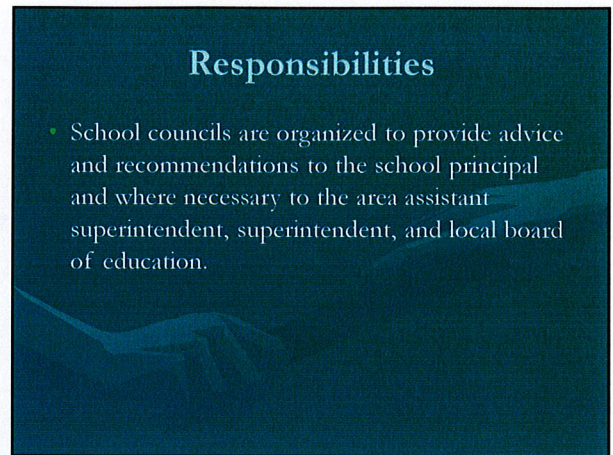 Responsibilities
• School councils are organized to provide advice
and recommendations to the school principal
and where necessary to the area assistant
superintendent, superintendent, and local board
of education.